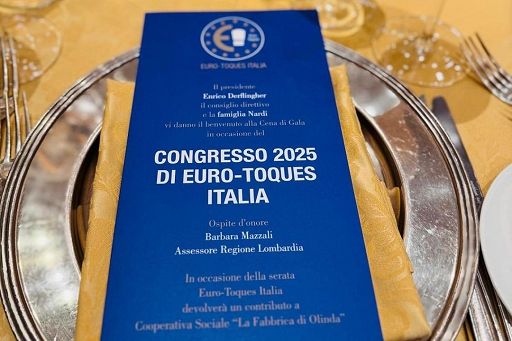 EURO-TOQUES ITALIA
Il presidente
Enrico Derflingher
il consiglio direttivo
e la famiglia Nardi
vi danno il benvenuto alla Cena di Gala
in occasione del
CONGRESSO 2025
DI EURO-TOQUES
ITALIA
Ospite d'onore
Barbara Mazzali
Assessore Regione Lombardia
In occasione della serata
Euro-Toques Italia
devolverà un contributo a
Cooperativa Sociale "La Fabbrica di Olinda"